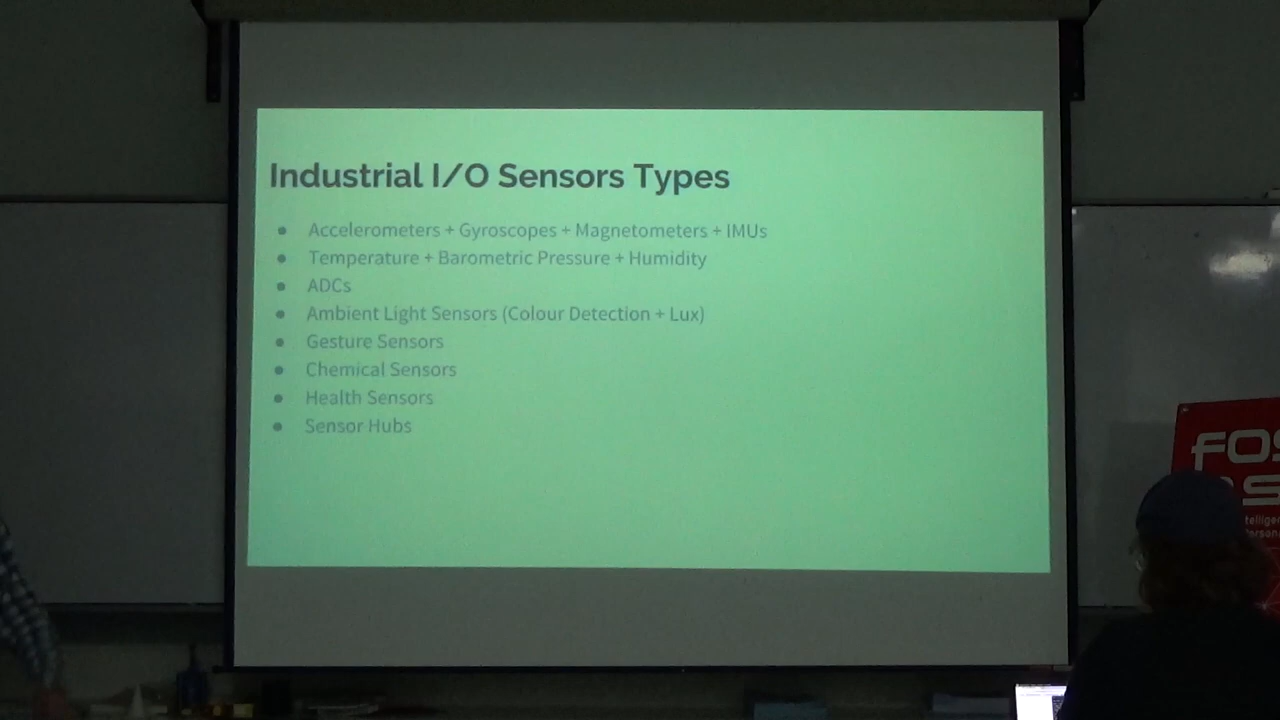 Industrial I/O Sensors Types
● Accelerometers + Gyroscopes + Magnetometers + IMUs
● Temperature + Barometric Pressure + Humidity
● ADCs
● Ambient Light Sensors (Colour Detection + Lux)
● Gesture Sensors
● Chemical Sensors
● Health Sensors
● Sensor Hubs
FOS